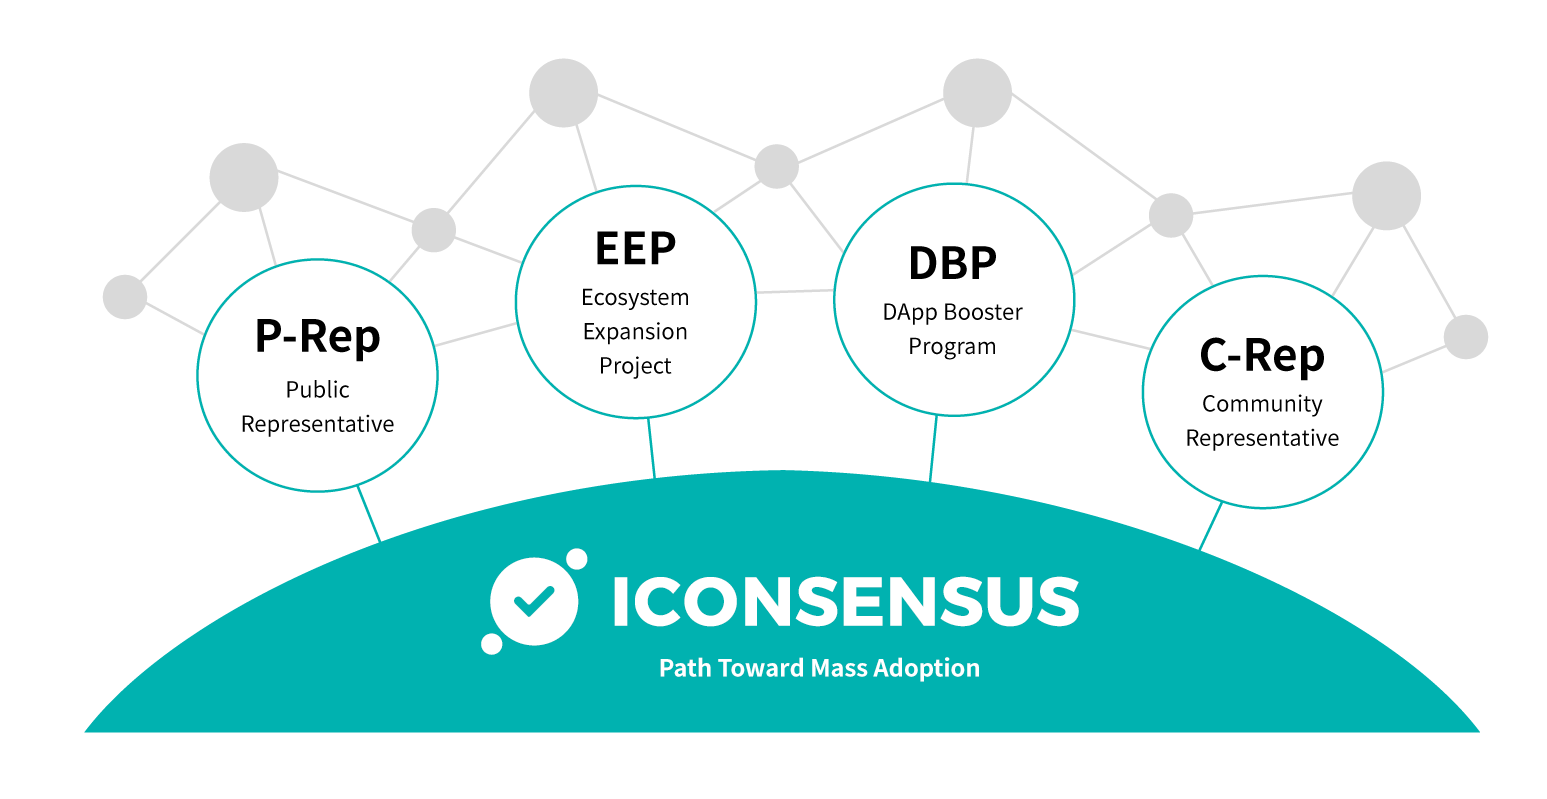 P-Rep
Public
Representative
EEP
Ecosystem
Expansion
Project
DBP
DApp Booster
Program
C-Rep
Community
Representative
ICONSENSUS
Path Toward Mass Adoption